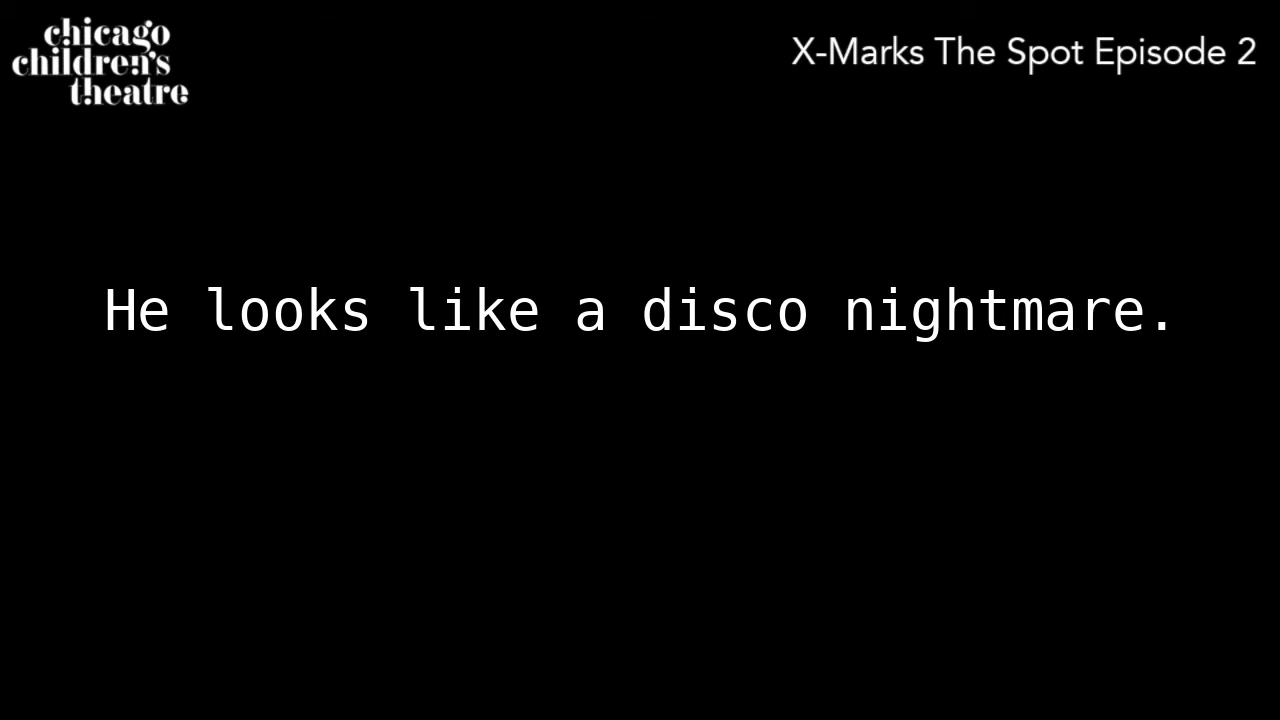 chicago
children's
theatre
X-Marks The Spot Episode 2
He looks like a disco nightmare.